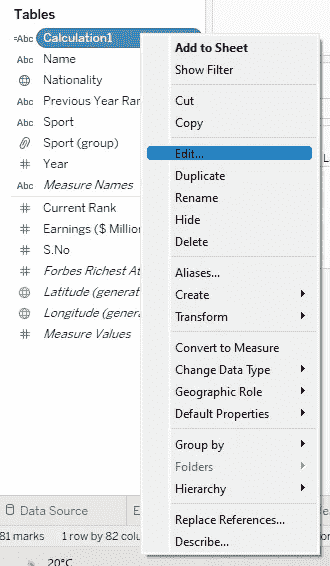 Tables
=Abc Calculation1
Abc Name
Nationality
Abc Previous Year Ran
Abc Sport
Sport (group)
# Year
Abc Measure Names
# Current Rank
# Earnings ($ Million
# S.No
# Forbes Richest At
Latitude (generat
Longitude (gener
# Measure Values
Data Source
81 marks 1 row by 82 colu
20°C
Add to Sheet
Show Filter
Cut
Copy
Edit...
Duplicate
Rename
Hide
Delete
Aliases...
Create
Transform
Convert to Measure
Change Data Type
Geographic Role
Default Properties
Group by
Folders
Hierarchy
Replace References...
Describe...